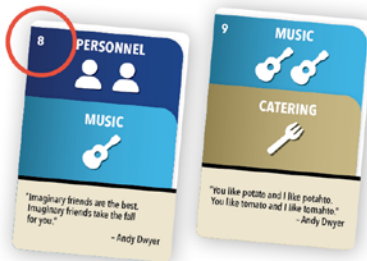 8
PERSONNEL
MUSIC
"Imaginary friends are the best.
Imaginary friends take the fall
for you."
– Andy Dwyer
9
MUSIC
CATERING
"You like potato and I like potahto.
You like tomato and I like tomahto."
– Andy Dwyer